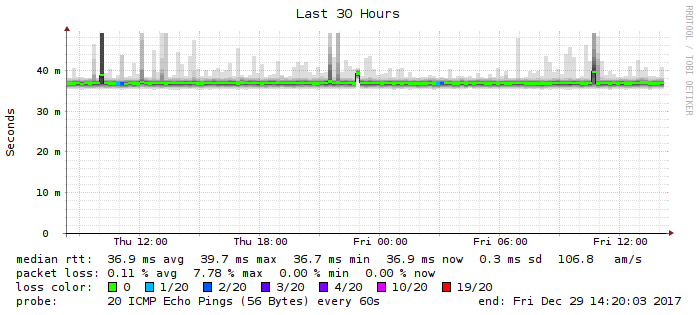 Last 30 Hours
RRDTOOL / TOBI OETIKER
Seconds
40 m
30 m
20 m
10 m
0
Thu 12:00 Thu 18:00 Fri 00:00 Fri 06:00 Fri 12:00
median rtt: 36.9 ms avg 39.7 ms max 36.7 ms min 36.9 ms now 0.3 ms sd 106.8 am/s
packet loss: 0.11 % avg 7.78 % max 0.00 % min 0.00 % now
loss color: 0 1/20 2/20 3/20 4/20 10/20 19/20
probe: 20 ICMP Echo Pings (56 Bytes) every 60s end: Fri Dec 29 14:20:03 2017